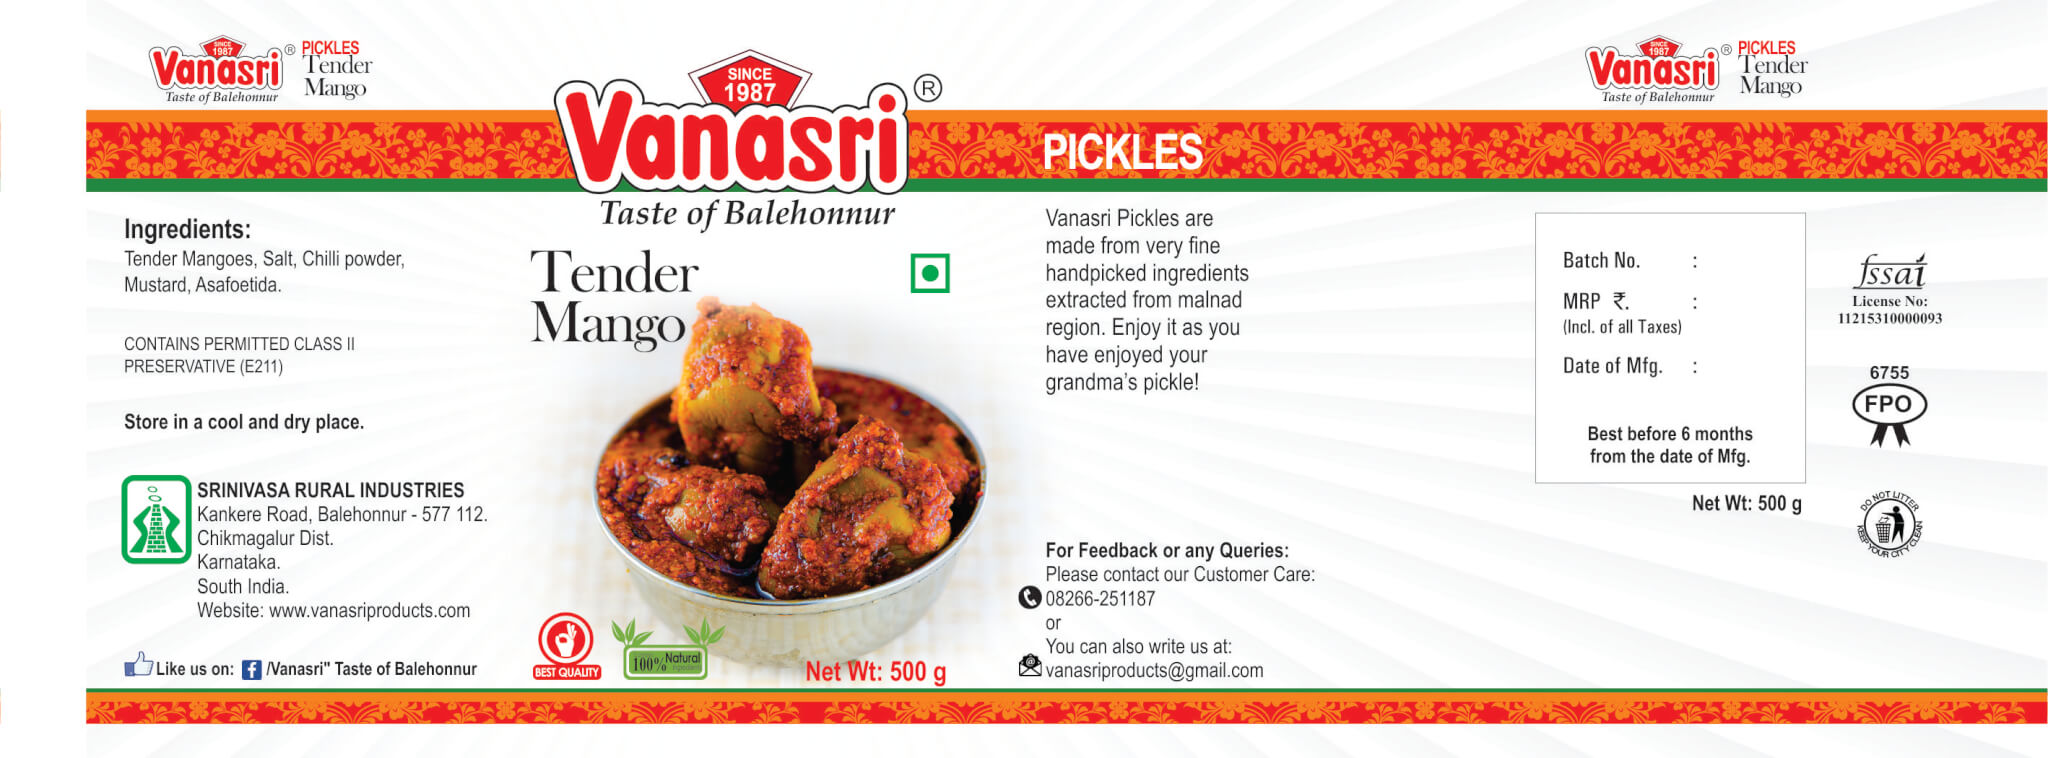 SINCE
1987
Vanasri ®
Taste of Balehonnur
PICKLES
Tender
Mango
Ingredients:
Tender Mangoes, Salt, Chilli powder,
Mustard, Asafoetida.
CONTAINS PERMITTED CLASS II
PRESERVATIVE (E211)
Store in a cool and dry place.
SRINIVASA RURAL INDUSTRIES
Kankere Road, Balehonnur - 577 112.
Chikmagalur Dist.
Karnataka.
South India.
Website: www.vanasriproducts.com
Like us on: f /Vanasri" Taste of Balehonnur
SINCE
1987
Vanasri ®
Taste of Balehonnur
Tender
Mango
BEST QUALITY
100% Natural
ingredients
Net Wt: 500 g
PICKLES
Vanasri Pickles are
made from very fine
handpicked ingredients
extracted from malnad
region. Enjoy it as you
have enjoyed your
grandma's pickle!
For Feedback or any Queries:
Please contact our Customer Care:
08266-251187
or
You can also write us at:
vanasriproducts@gmail.com
SINCE
1987
Vanasri ®
Taste of Balehonnur
PICKLES
Tender
Mango
Batch No. :
MRP ₹. :
(Incl. of all Taxes)
Date of Mfg. :
Best before 6 months
from the date of Mfg.
Net Wt: 500 g
fssai
License No:
11215310000093
6755
FPO
DO NOT LITTER
KEEP YOUR CITY CLEAN